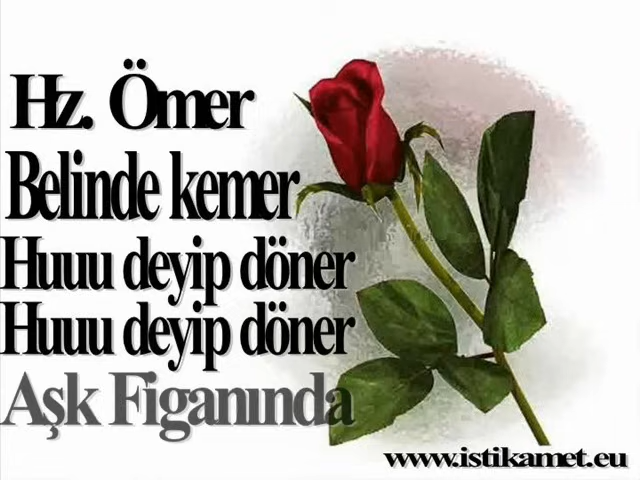 Hz. Ömer
Belinde kemer
Huuu deyip döner
Huuu deyip döner
Aşk Figanında
www.istikamet.eu